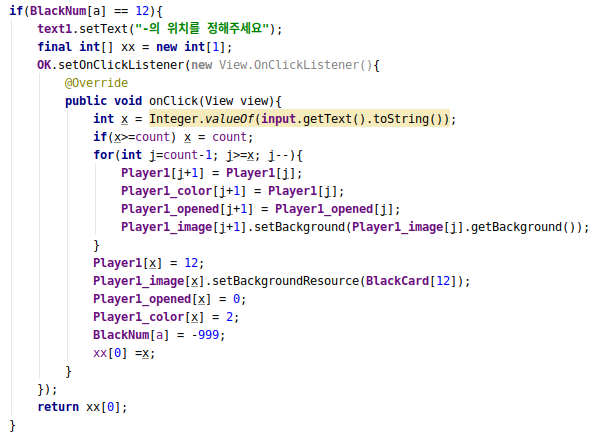 if(BlackNum[a] == 12){
text1.setText("-의 위치를 정해주세요");
final int[] xx = new int[1];
OK.setOnClickListener(new View.OnClickListener(){
@Override
public void onClick(View view){
int x = Integer.valueOf(input.getText().toString());
if(x>=count) x = count;
for(int j=count-1; j>=x; j--){
Player1[j+1] = Player1[j];
Player1_color[j+1] = Player1[j];
Player1_opened[j+1] = Player1_opened[j];
Player1_image[j+1].setBackground(Player1_image[j].getBackground());
}
Player1[x] = 12;
Player1_image[x].setBackgroundResource(BlackCard[12]);
Player1_opened[x] = 0;
Player1_color[x] = 2;
BlackNum[a] = -999;
xx[0] =x;
}
});
return xx[0];
}